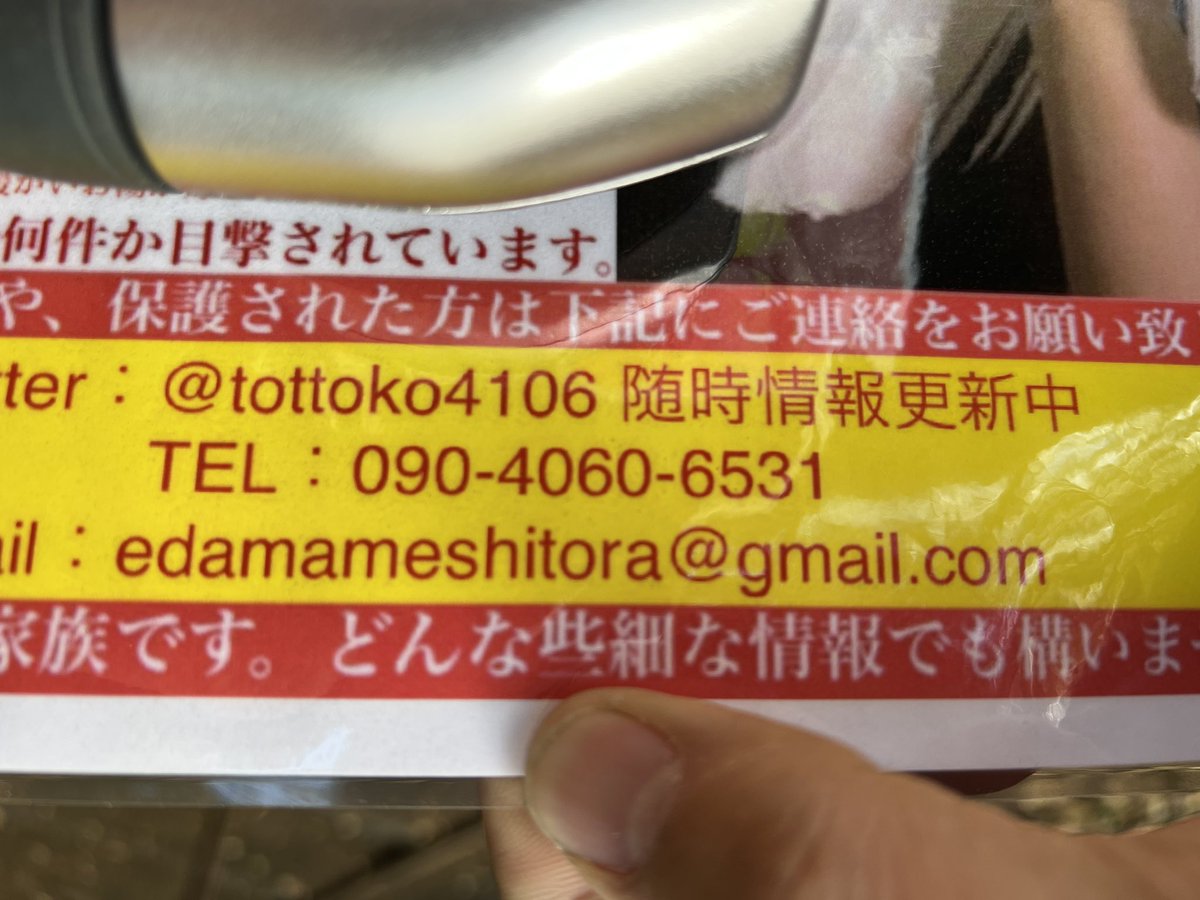 何件か目撃されています。
や、保護された方は下記にご連絡をお願い致
tter：@tottoko4106 随時情報更新中
TEL：090-4060-6531
ail：edamameshitora@gmail.com
家族です。どんな些細な情報でも構いませ